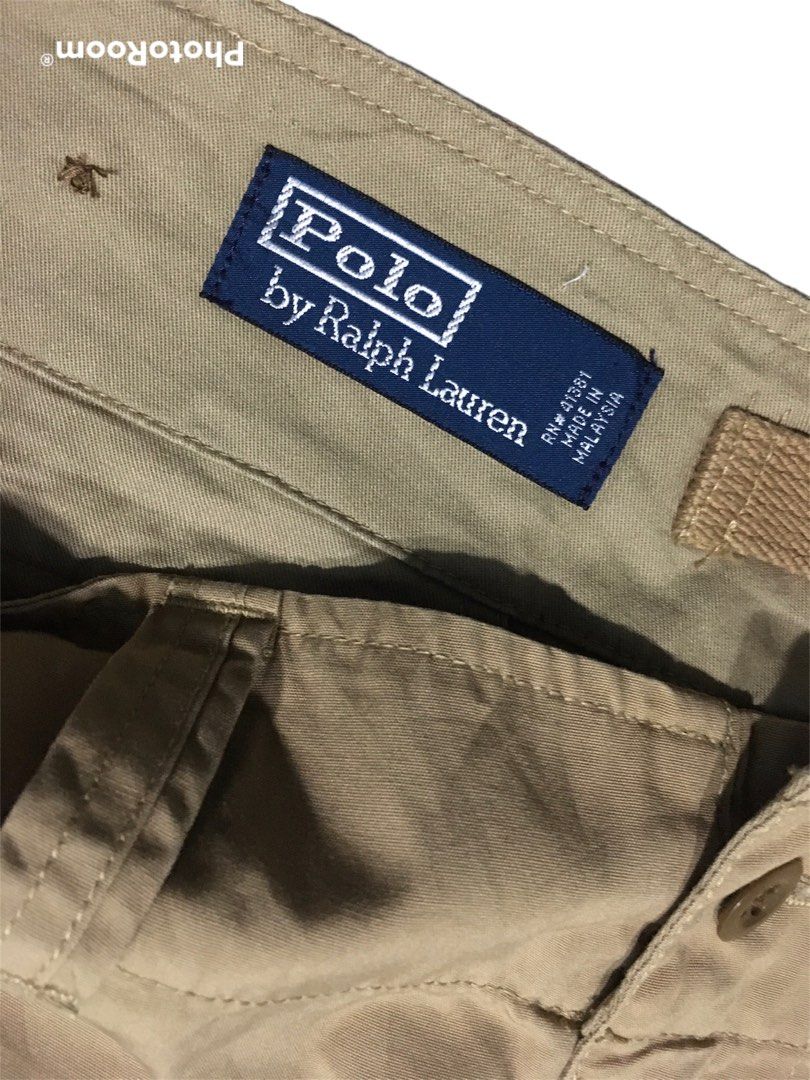 PhotoRoom®
Polo
by Ralph Lauren
RN# 41381
MADE IN
MALAYSIA